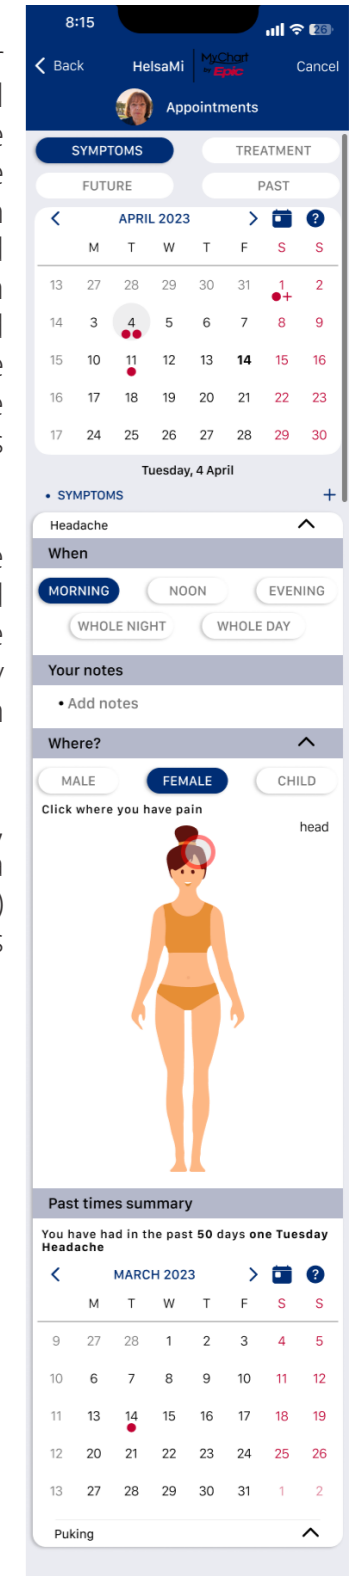 8:15
26
Back
HelsaMi
MyChart
by Epic
Cancel
Appointments
SYMPTOMS TREATMENT
FUTURE PAST
APRIL 2023 ?
M T W T F S S
13 27 28 29 30 31 1 2
+
14 3 4 5 6 7 8 9
15 10 11 12 13 14 15 16
16 17 18 19 20 21 22 23
17 24 25 26 27 28 29 30
Tuesday, 4 April
• SYMPTOMS +
Headache
When
MORNING NOON EVENING
WHOLE NIGHT WHOLE DAY
Your notes
• Add notes
Where?
MALE FEMALE CHILD
Click where you have pain
head
Past times summary
You have had in the past 50 days one Tuesday
Headache
MARCH 2023 ?
M T W T F S S
9 27 28 1 2 3 4 5
10 6 7 8 9 10 11 12
11 13 14 15 16 17 18 19
12 20 21 22 23 24 25 26
13 27 28 29 30 31 1 2
Puking